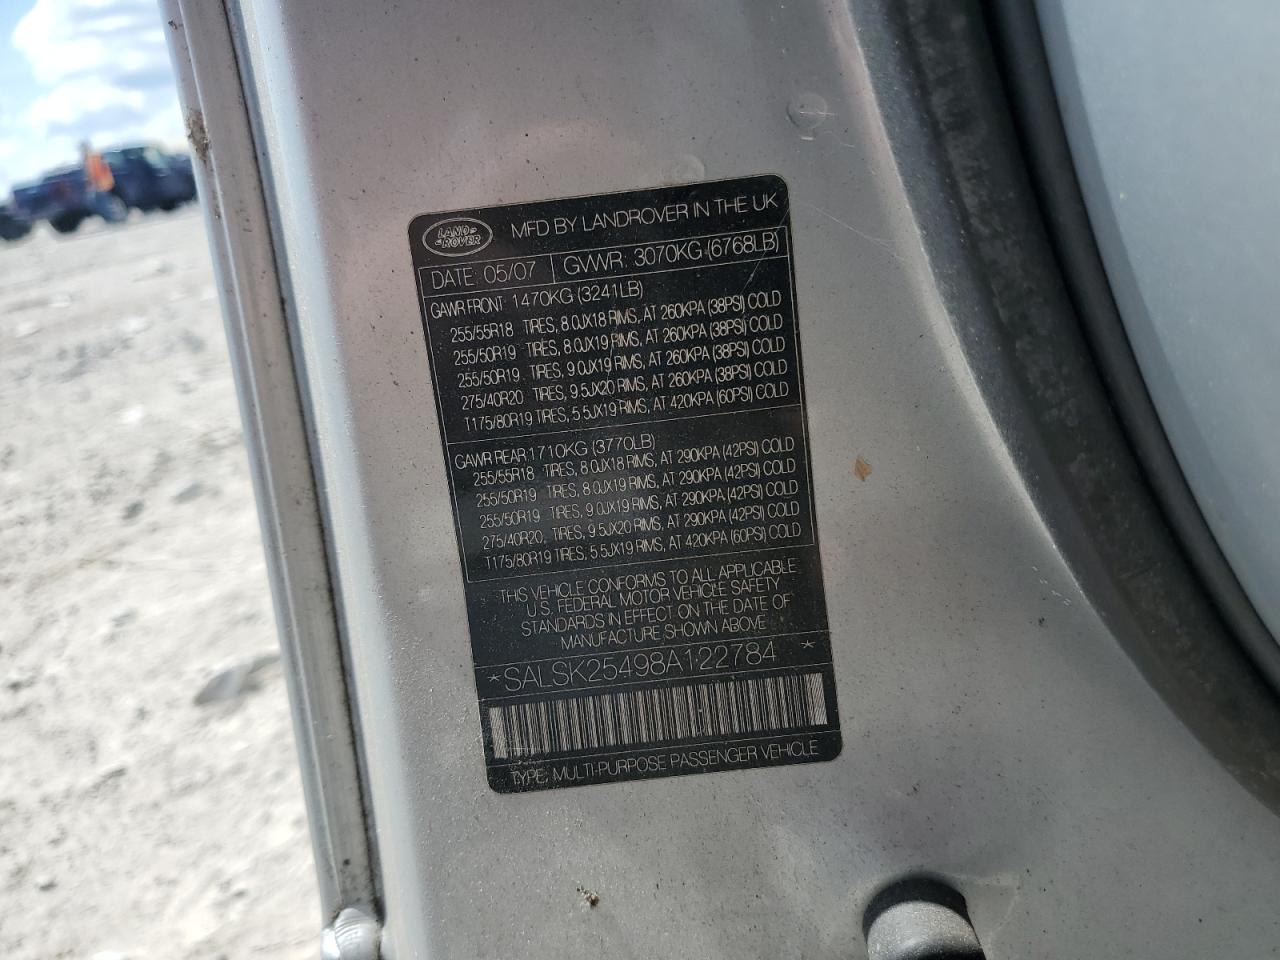 LAND-
-ROVER
MFD BY LANDROVER IN THE UK
DATE: 05/07 GVWR: 3070KG (6768LB)
GAWR FRONT: 1470KG (3241LB)
255/55R18 TIRES, 8.0JX18 RIMS, AT 260KPA (38PSI) COLD
255/50R19 TIRES, 8.0JX19 RIMS, AT 260KPA (38PSI) COLD
255/50R19 TIRES, 9.0JX19 RIMS, AT 260KPA (38PSI) COLD
275/40R20 TIRES, 9.5JX20 RIMS, AT 260KPA (38PSI) COLD
T175/80R19 TIRES, 5.5JX19 RIMS, AT 420KPA (60PSI) COLD
GAWR REAR: 1710KG (3770LB)
255/55R18 TIRES, 8.0JX18 RIMS, AT 290KPA (42PSI) COLD
255/50R19 TIRES, 8.0JX19 RIMS, AT 290KPA (42PSI) COLD
255/50R19 TIRES, 9.0JX19 RIMS, AT 290KPA (42PSI) COLD
275/40R20, TIRES, 9.5JX20 RIMS, AT 290KPA (42PSI) COLD
T175/80R19 TIRES, 5.5JX19 RIMS, AT 420KPA (60PSI) COLD
THIS VEHICLE CONFORMS TO ALL APPLICABLE
U.S. FEDERAL MOTOR VEHICLE SAFETY
STANDARDS IN EFFECT ON THE DATE OF
MANUFACTURE SHOWN ABOVE
*SALSK25498A122784 *
TYPE: MULTI-PURPOSE PASSENGER VEHICLE